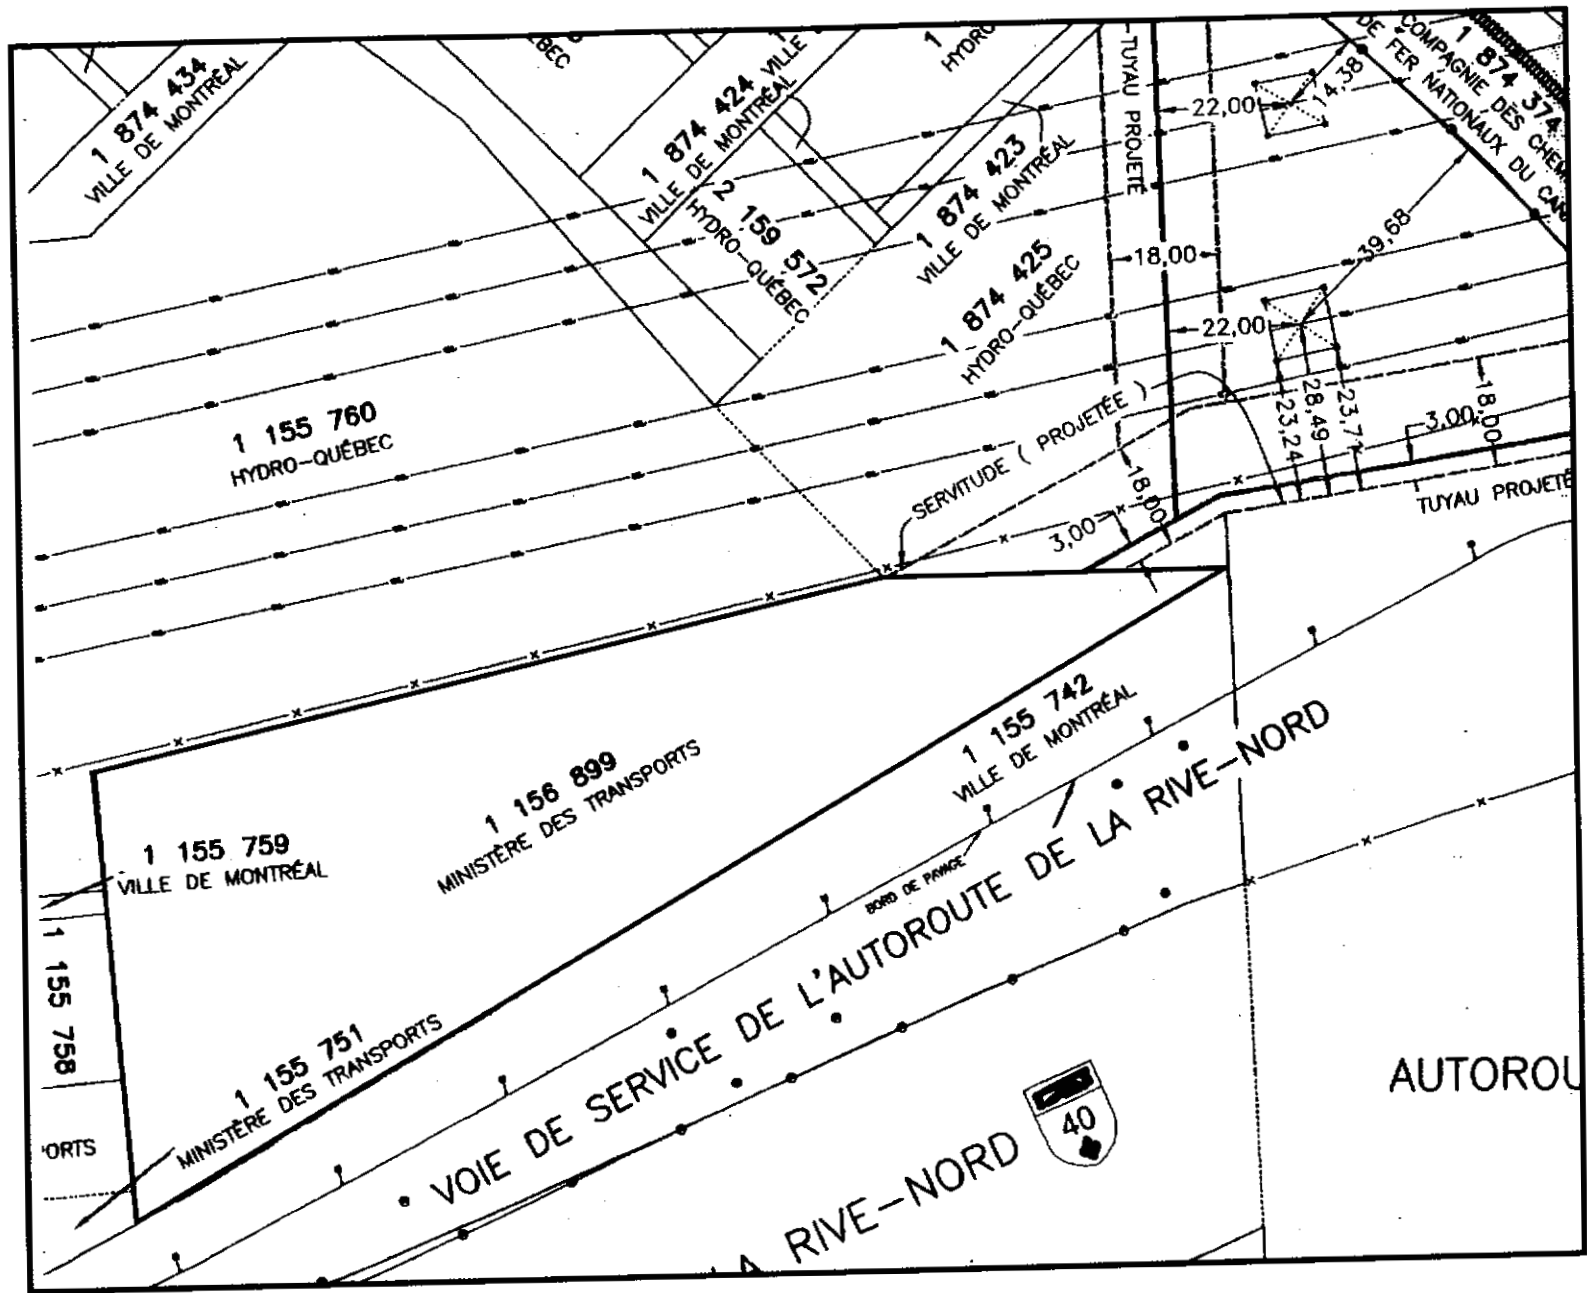 1 874 434
VILLE DE MONTRÉAL
1 874 424
VILLE
VILLE DE MONTRÉAL
2 159 572
HYDRO-QUÉBEC
1
TUYAU PROJETÉ
22,00
14,38
COMPAGNIE DES
DE FER NATIONAUX DU
1 874 374
1 874 423
VILLE DE MONTRÉAL
39,68
18,00
1 874 425
HYDRO-QUÉBEC
22,00
1 155 760
HYDRO-QUÉBEC
SERVITUDE ( PROJETÉE )
23,24
28,49
23,71
3,00
18,00
TUYAU PROJETÉ
18,00
3,00
1 155 742
VILLE DE MONTRÉAL
1 156 899
MINISTÈRE DES TRANSPORTS
1 155 759
VILLE DE MONTRÉAL
1 155 758
BORD DE PAVAGE
VOIE DE SERVICE DE L'AUTOROUTE DE LA RIVE-NORD
1 155 751
MINISTÈRE DES TRANSPORTS
ORTS
40
AUTOROU
LA RIVE-NORD